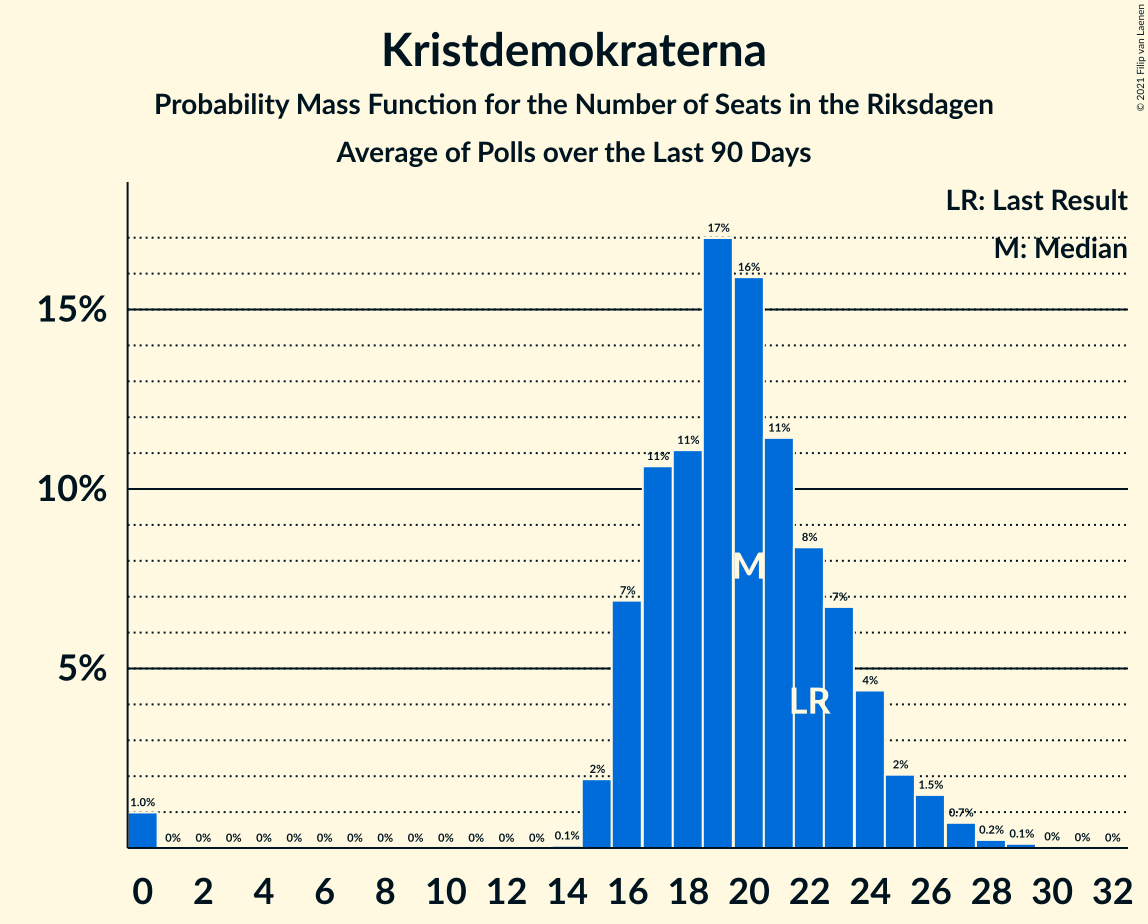 Kristdemokraterna
Probability Mass Function for the Number of Seats in the Riksdagen
Average of Polls over the Last 90 Days
© 2021 Filip van Laenen
LR: Last Result
M: Median
15%
10%
5%
1.0% 0% 0% 0% 0% 0% 0% 0% 0% 0% 0% 0% 0% 0% 0.1% 2% 7% 11% 11% 17% 16% 11% 8% 7% 4% 2% 1.5% 0.7% 0.2% 0.1% 0% 0% 0%
M
LR
0 2 4 6 8 10 12 14 16 18 20 22 24 26 28 30 32